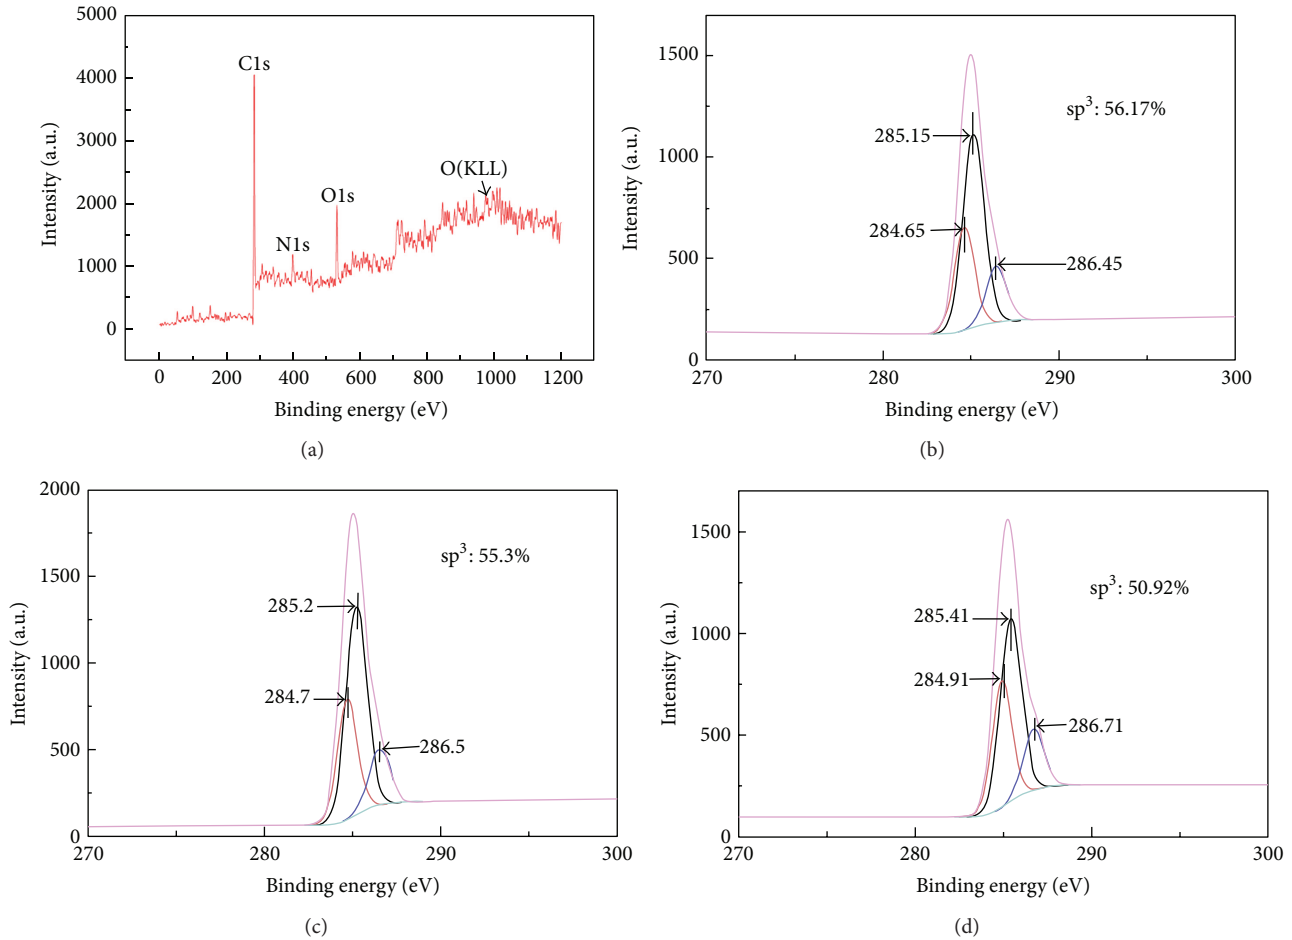 5000
4000
3000
2000
1000
0
Intensity (a.u.)
C1s
N1s
O1s
O(KLL)
0 200 400 600 800 1000 1200
Binding energy (eV)
(a)
1500
1000
500
0
Intensity (a.u.)
sp³: 56.17%
285.15
284.65
286.45
270 280 290 300
Binding energy (eV)
(b)
2000
1500
1000
500
0
Intensity (a.u.)
sp³: 55.3%
285.2
284.7
286.5
270 280 290 300
Binding energy (eV)
(c)
1500
1000
500
0
Intensity (a.u.)
sp³: 50.92%
285.41
284.91
286.71
270 280 290 300
Binding energy (eV)
(d)